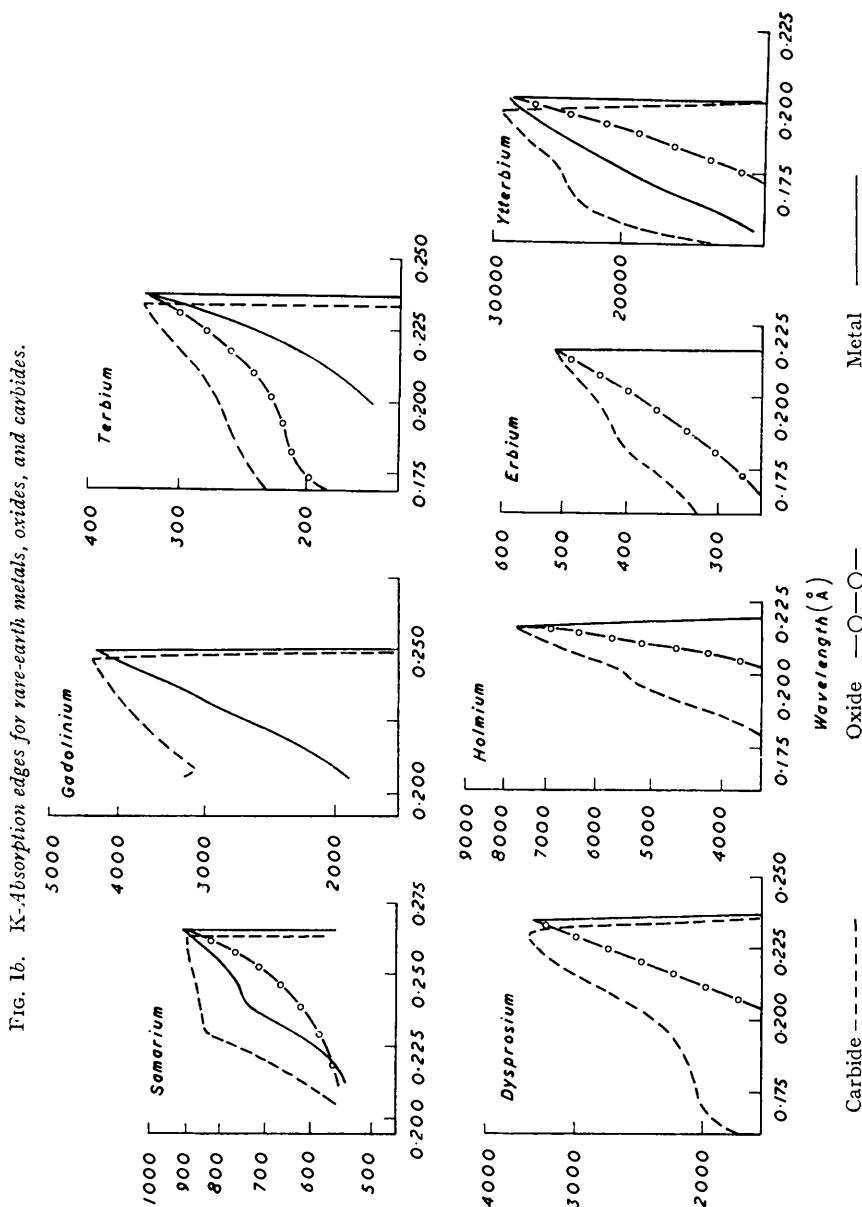 FIG. 1b. K-Absorption edges for rare-earth metals, oxides, and carbides.
Samarium
1000
900
800
700
600
500
0·200 0·225 0·250 0·275
Gadolinium
5000
4000
3000
2000
0·200 0·250
Terbium
400
300
200
0·175 0·200 0·225 0·250
Dysprosium
4000
3000
2000
0·175 0·200 0·250
Holmium
9000
8000
7000
6000
5000
4000
0·175 0·200 0·225
Erbium
600
500
400
300
0·175 0·200 0·225
Ytterbium
30000
20000
0·175 0·200 0·225
Wavelength (Å)
Carbide Oxide Metal